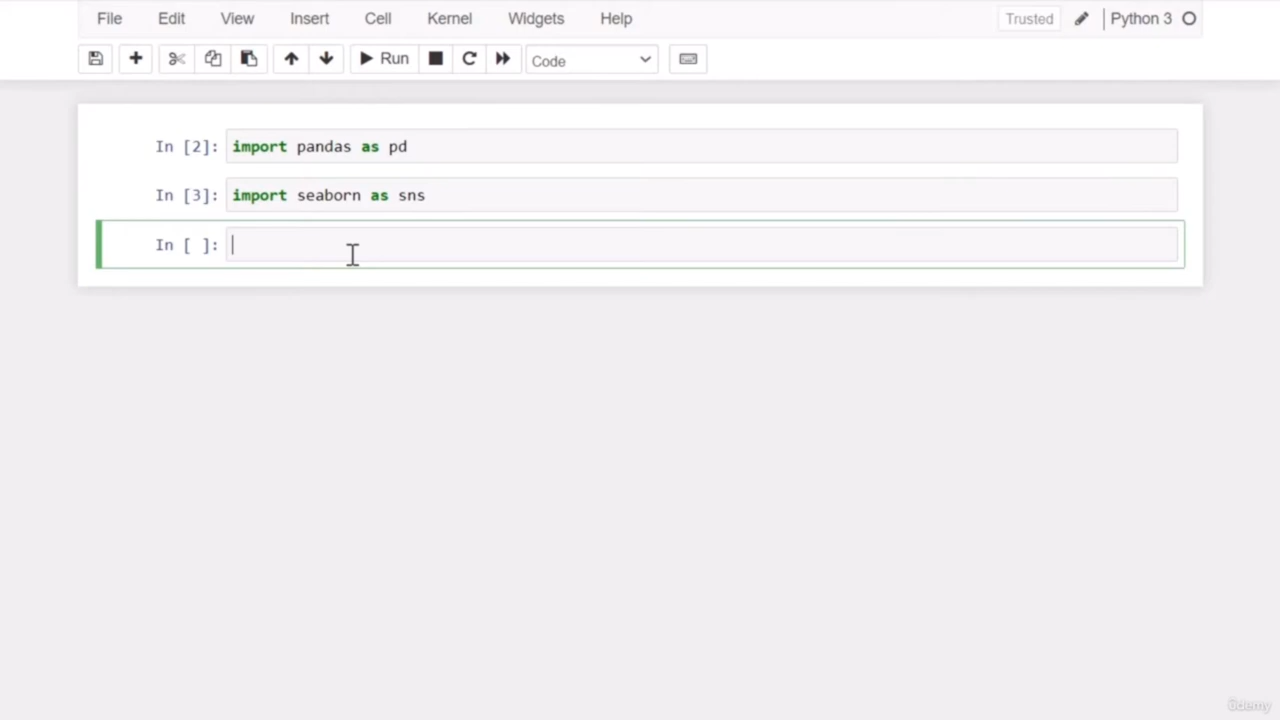 File Edit View Insert Cell Kernel Widgets Help Trusted Python 3
Run Code
In [2]: import pandas as pd
In [3]: import seaborn as sns
In [ ]:
ûdemy